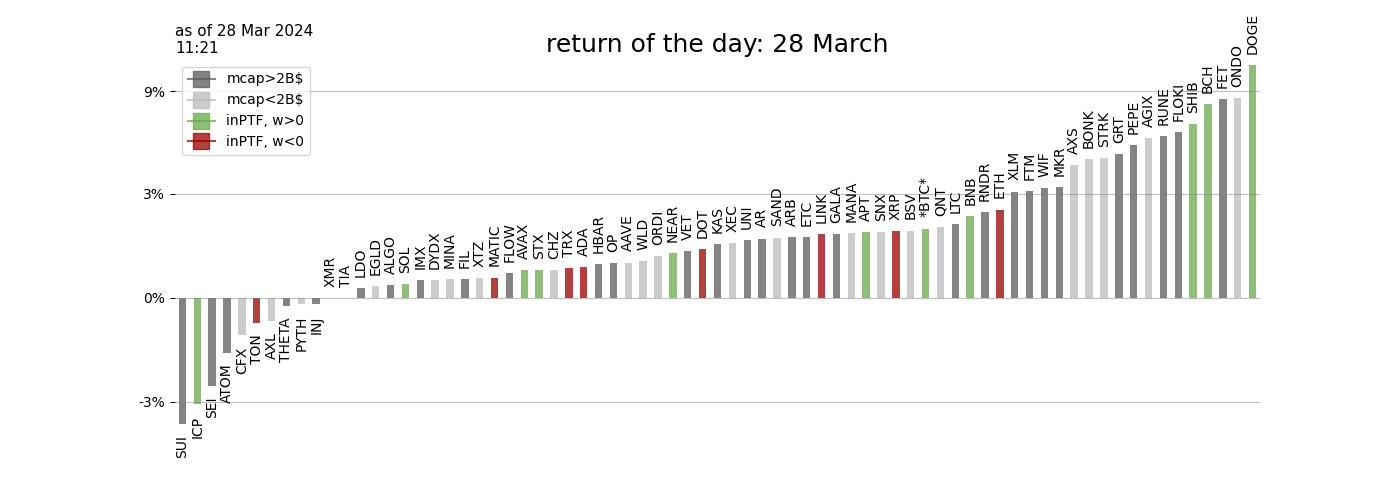 as of 28 Mar 2024
11:21
return of the day: 28 March
mcap>2B$
mcap<2B$
inPTF, w>0
inPTF, w<0
9%
3%
0%
-3%
SUI
ICP
SEI
ATOM
CFX
TON
AXL
THETA
PYTH
INJ
XMR
TIA
LDO
EGLD
ALGO
SOL
IMX
DYDX
MINA
FIL
XTZ
MATIC
FLOW
AVAX
STX
CHZ
TRX
ADA
HBAR
OP
AAVE
WLD
ORDI
NEAR
VET
DOT
KAS
XEC
UNI
AR
SAND
ARB
ETC
LINK
GALA
MANA
APT
SNX
XRP
BSV
*BTC*
QNT
LTC
BNB
RNDR
ETH
XLM
FTM
WIF
MKR
AXS
BONK
STRK
GRT
PEPE
AGIX
RUNE
FLOKI
SHIB
BCH
FET
ONDO
DOGE